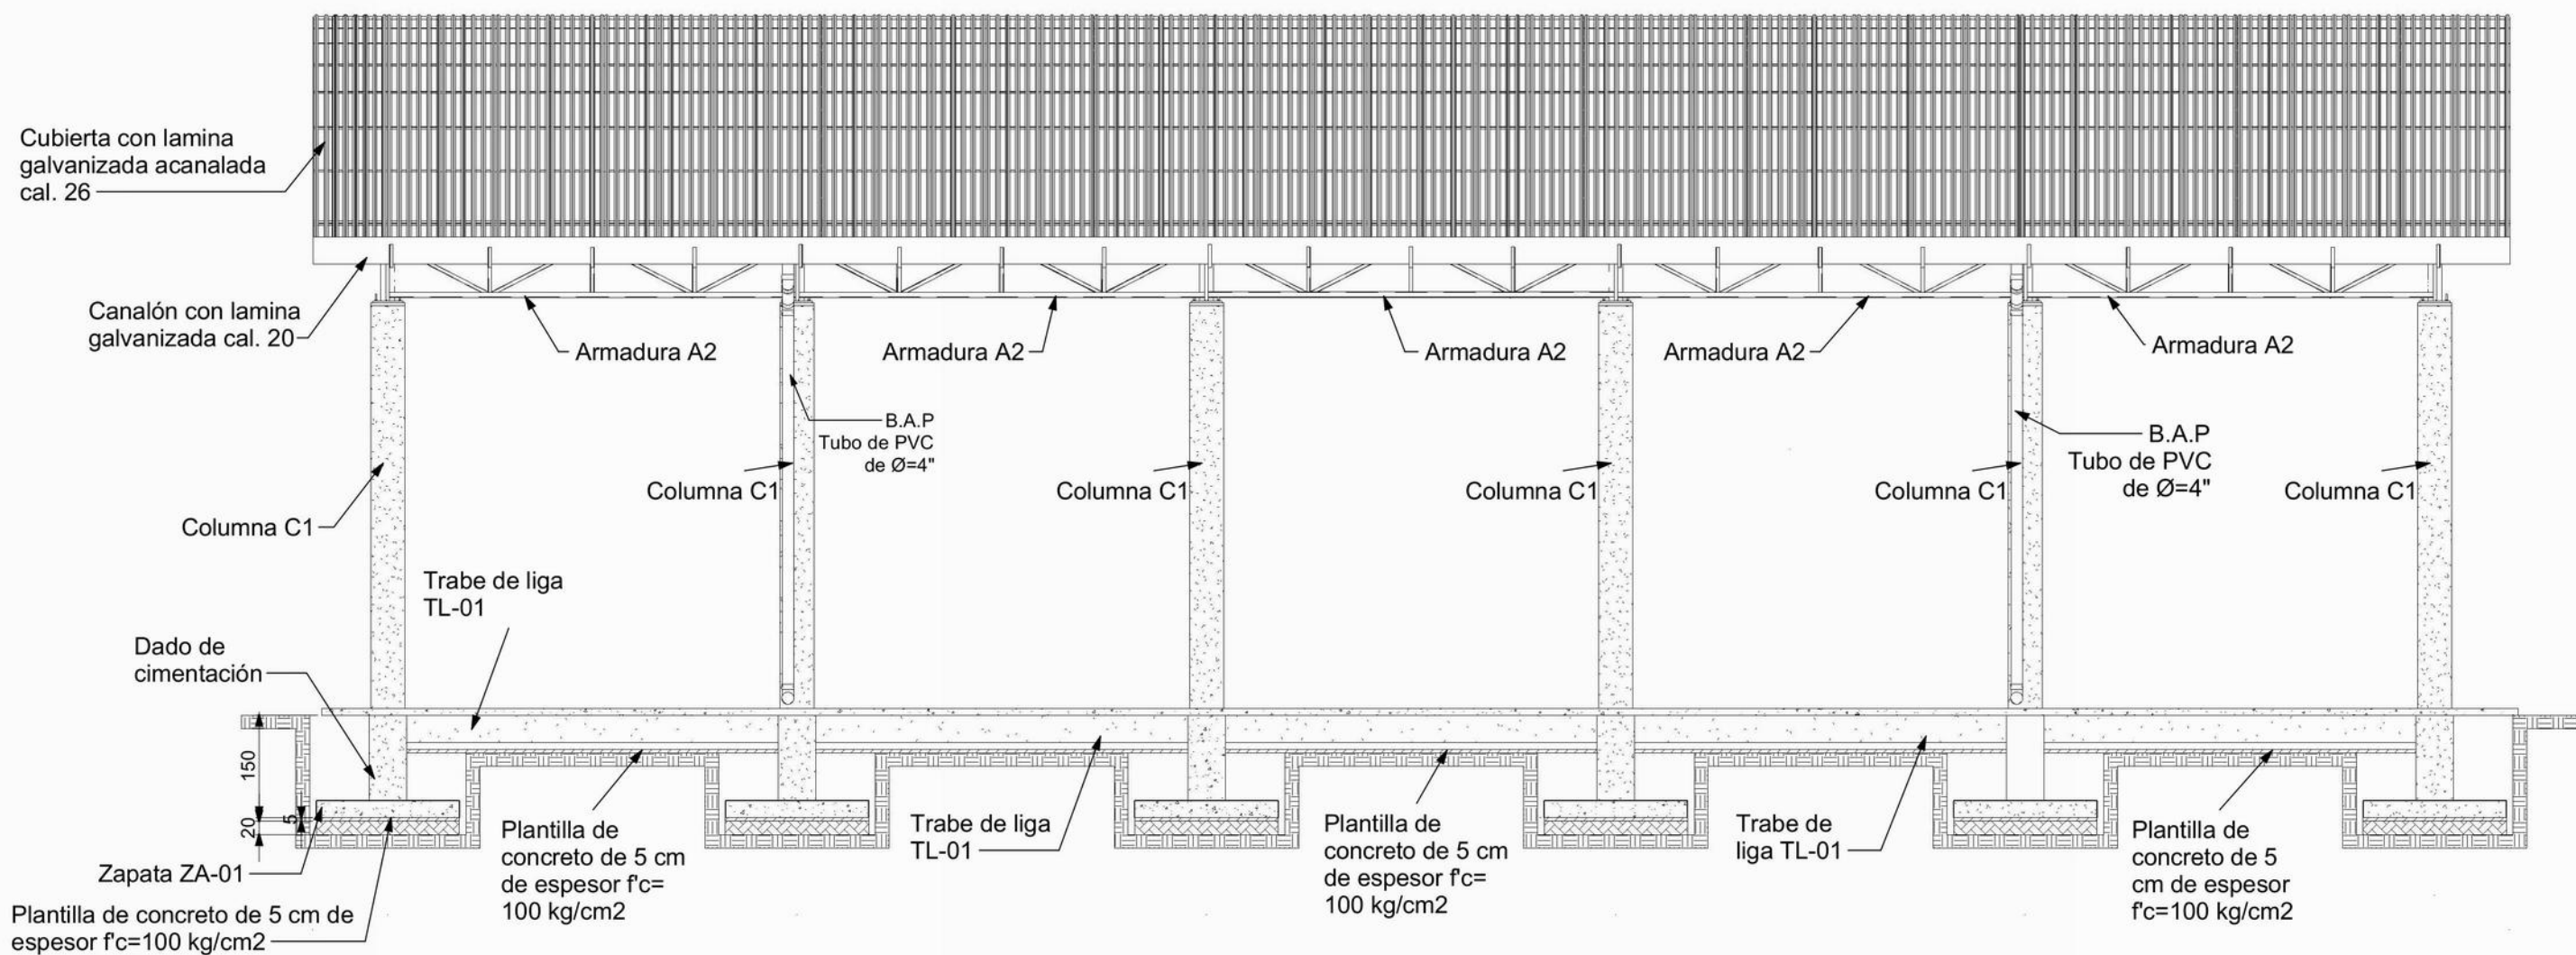 Cubierta con lamina
galvanizada acanalada
cal. 26
Canalón con lamina
galvanizada cal. 20
Armadura A2
Armadura A2
Armadura A2
Armadura A2
Armadura A2
B.A.P
Tubo de PVC
de Ø=4"
B.A.P
Tubo de PVC
de Ø=4"
Columna C1
Columna C1
Columna C1
Columna C1
Columna C1
Columna C1
Trabe de liga
TL-01
Dado de
cimentación
150
20
5
Zapata ZA-01
Plantilla de concreto de 5 cm de
espesor f'c=100 kg/cm2
Plantilla de
concreto de 5 cm
de espesor f'c=
100 kg/cm2
Trabe de liga
TL-01
Plantilla de
concreto de 5 cm
de espesor f'c=
100 kg/cm2
Trabe de
liga TL-01
Plantilla de
concreto de 5
cm de espesor
f'c=100 kg/cm2